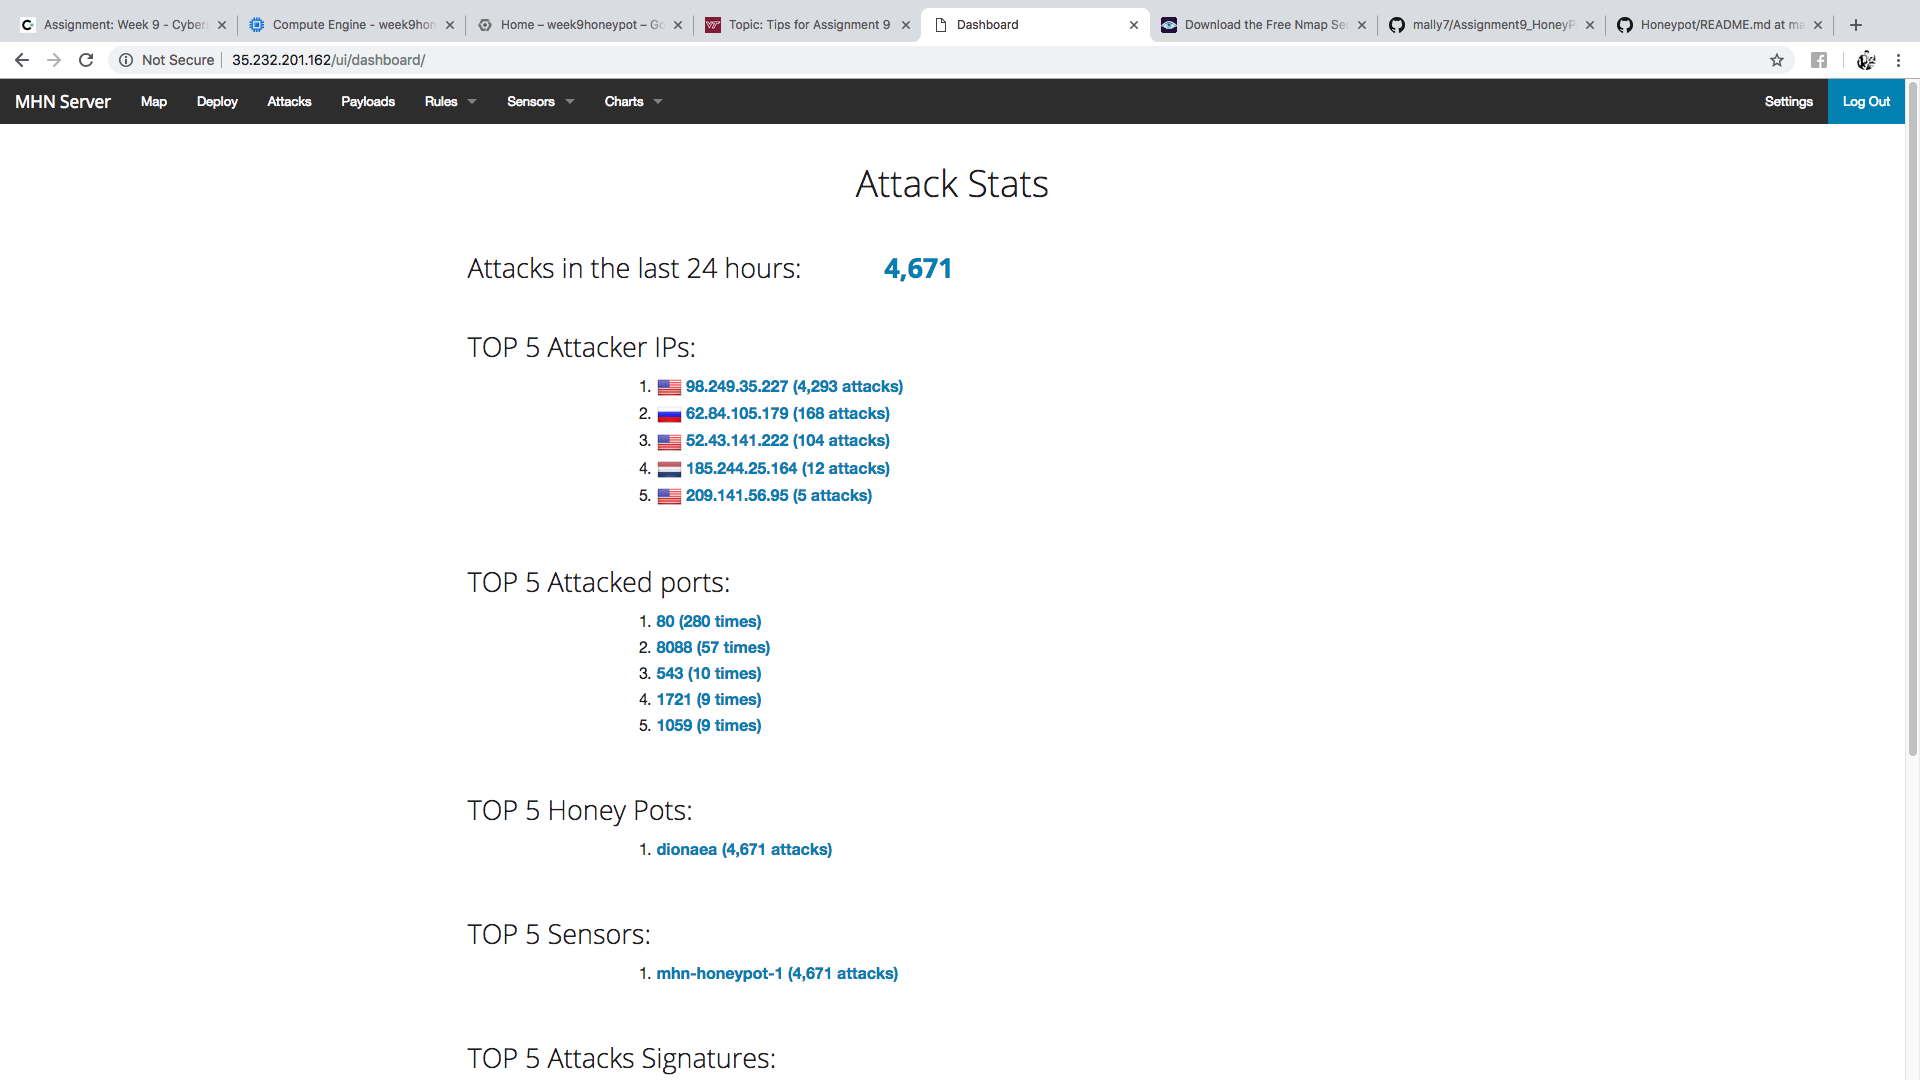 Assignment: Week 9 - Cyber
Compute Engine - week9hon
Home – week9honeypot – Go
Topic: Tips for Assignment 9
Dashboard
Download the Free Nmap Sec
mally7/Assignment9_HoneyP
Honeypot/README.md at ma
Not Secure
35.232.201.162/ui/dashboard/
MHN Server
Map
Deploy
Attacks
Payloads
Rules
Sensors
Charts
Settings
Log Out
Attack Stats
Attacks in the last 24 hours: 4,671
TOP 5 Attacker IPs:
1. 98.249.35.227 (4,293 attacks)
2. 62.84.105.179 (168 attacks)
3. 52.43.141.222 (104 attacks)
4. 185.244.25.164 (12 attacks)
5. 209.141.56.95 (5 attacks)
TOP 5 Attacked ports:
1. 80 (280 times)
2. 8088 (57 times)
3. 543 (10 times)
4. 1721 (9 times)
5. 1059 (9 times)
TOP 5 Honey Pots:
1. dionaea (4,671 attacks)
TOP 5 Sensors:
1. mhn-honeypot-1 (4,671 attacks)
TOP 5 Attacks Signatures: